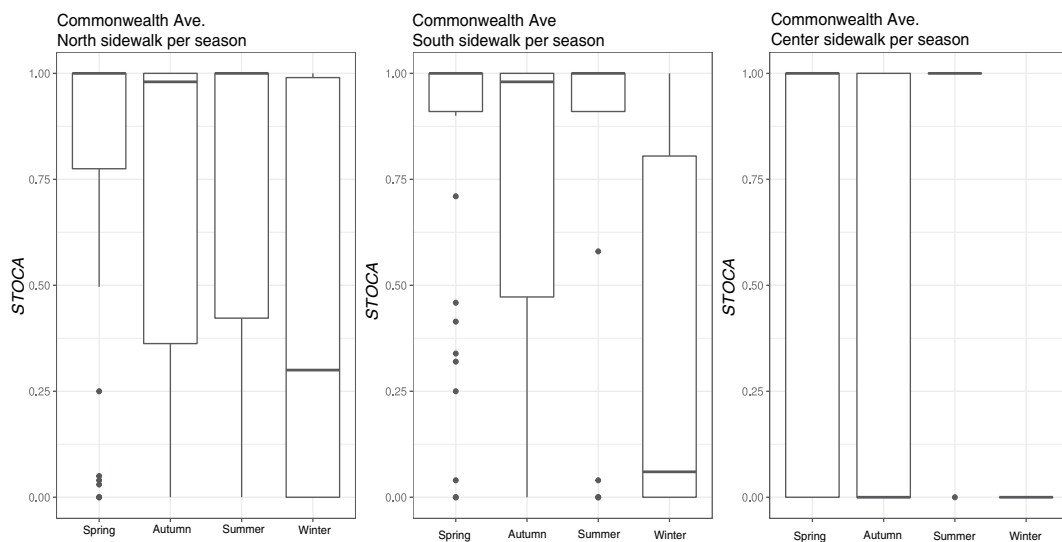 Commonwealth Ave.
North sidewalk per season
STOCA
1.00
0.75
0.50
0.25
0.00
Spring Autumn Summer Winter
Commonwealth Ave
South sidewalk per season
STOCA
1.00
0.75
0.50
0.25
0.00
Spring Autumn Summer Winter
Commonwealth Ave.
Center sidewalk per season
STOCA
1.00
0.75
0.50
0.25
0.00
Spring Autumn Summer Winter